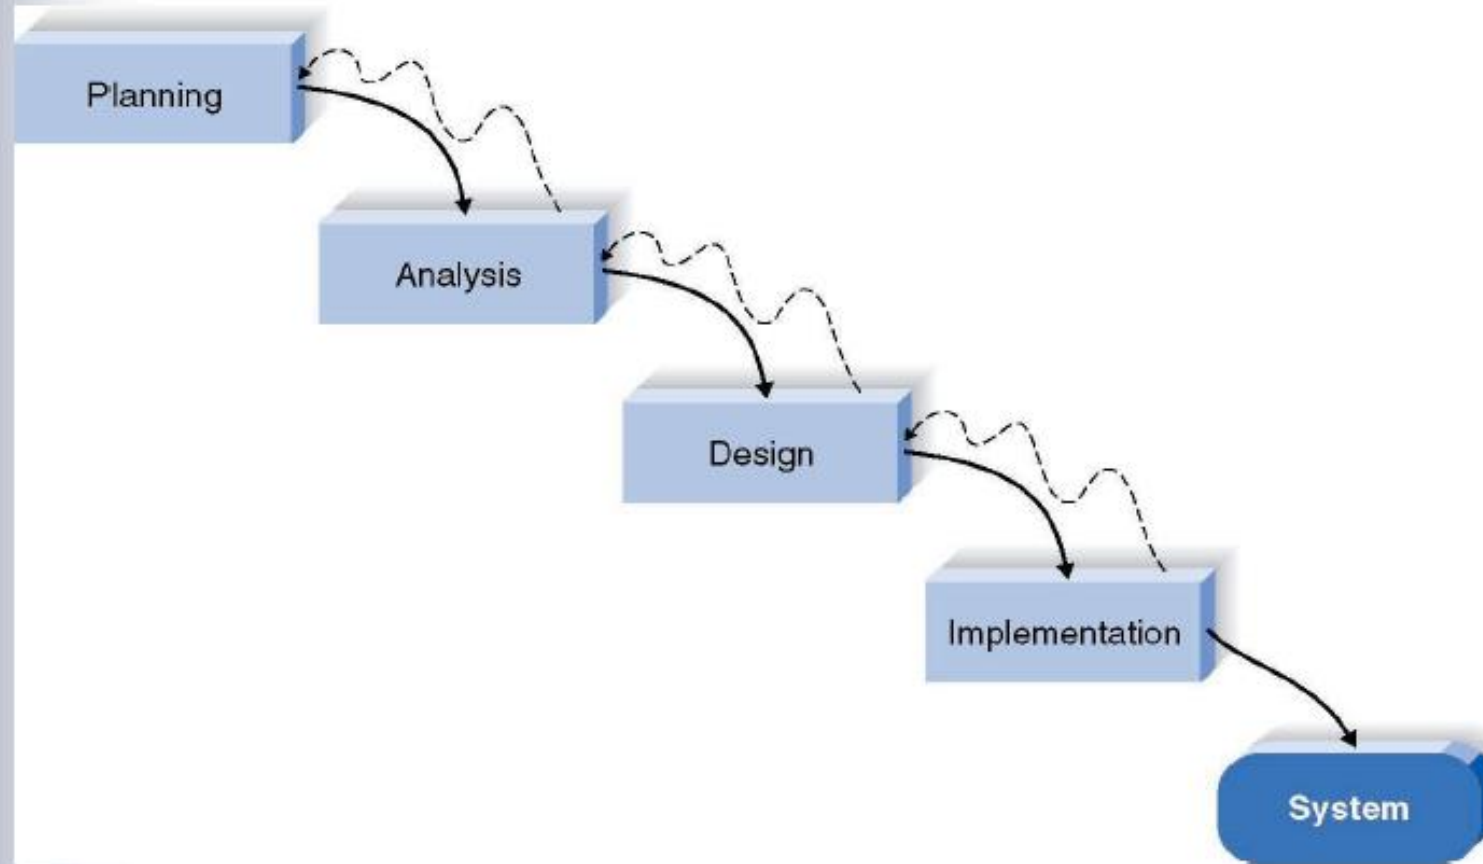 Planning
Analysis
Design
Implementation
System